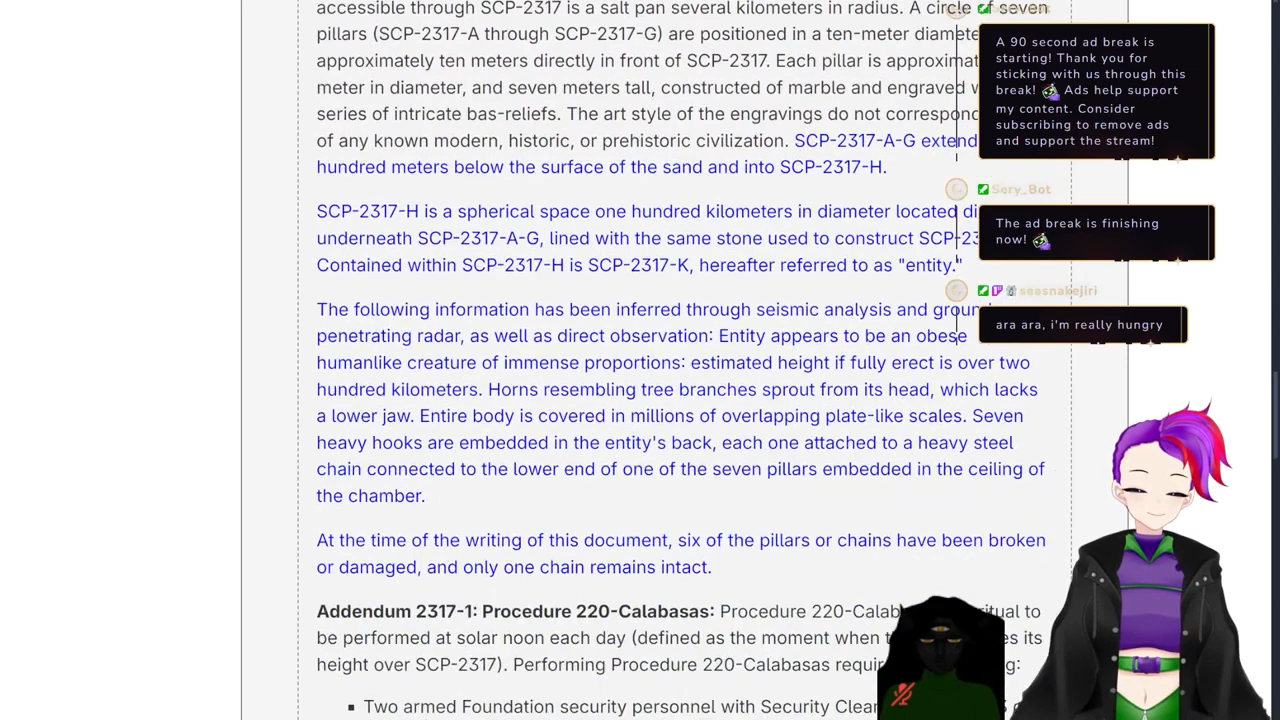 accessible through SCP-2317 is a salt pan several kilometers in radius. A circle of seven
pillars (SCP-2317-A through SCP-2317-G) are positioned in a ten-meter diamete
approximately ten meters directly in front of SCP-2317. Each pillar is approximat
meter in diameter, and seven meters tall, constructed of marble and engraved w
series of intricate bas-reliefs. The art style of the engravings do not correspond
of any known modern, historic, or prehistoric civilization. SCP-2317-A-G extend
hundred meters below the surface of the sand and into SCP-2317-H.
SCP-2317-H is a spherical space one hundred kilometers in diameter located di
underneath SCP-2317-A-G, lined with the same stone used to construct SCP-23
Contained within SCP-2317-H is SCP-2317-K, hereafter referred to as "entity."
The following information has been inferred through seismic analysis and groun
penetrating radar, as well as direct observation: Entity appears to be an obese
humanlike creature of immense proportions: estimated height if fully erect is over two
hundred kilometers. Horns resembling tree branches sprout from its head, which lacks
a lower jaw. Entire body is covered in millions of overlapping plate-like scales. Seven
heavy hooks are embedded in the entity's back, each one attached to a heavy steel
chain connected to the lower end of one of the seven pillars embedded in the ceiling of
the chamber.
At the time of the writing of this document, six of the pillars or chains have been broken
or damaged, and only one chain remains intact.
Addendum 2317-1: Procedure 220-Calabasas: Procedure 220-Calab ritual to
be performed at solar noon each day (defined as the moment when t es its
height over SCP-2317). Performing Procedure 220-Calabasas requir g:
▪ Two armed Foundation security personnel with Security Clear
A 90 second ad break is
starting! Thank you for
sticking with us through this
break! Ads help support
my content. Consider
subscribing to remove ads
and support the stream!
Sery_Bot
The ad break is finishing
now!
seasnakejiri
ara ara, i'm really hungry